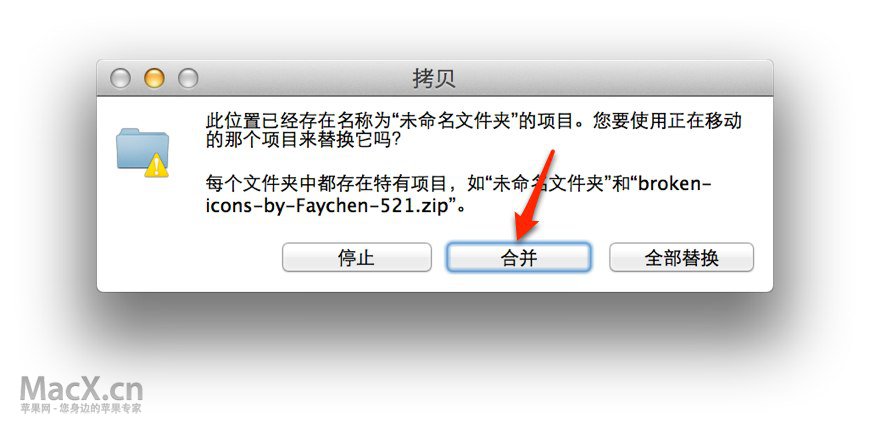 拷贝
此位置已经存在名称为“未命名文件夹”的项目。您要使用正在移动
的那个项目来替换它吗?
每个文件夹中都存在特有项目，如“未命名文件夹”和“broken-
icons-by-Faychen-521.zip”。
停止
合并
全部替换
MacX.cn
苹果网 - 您身边的苹果专家